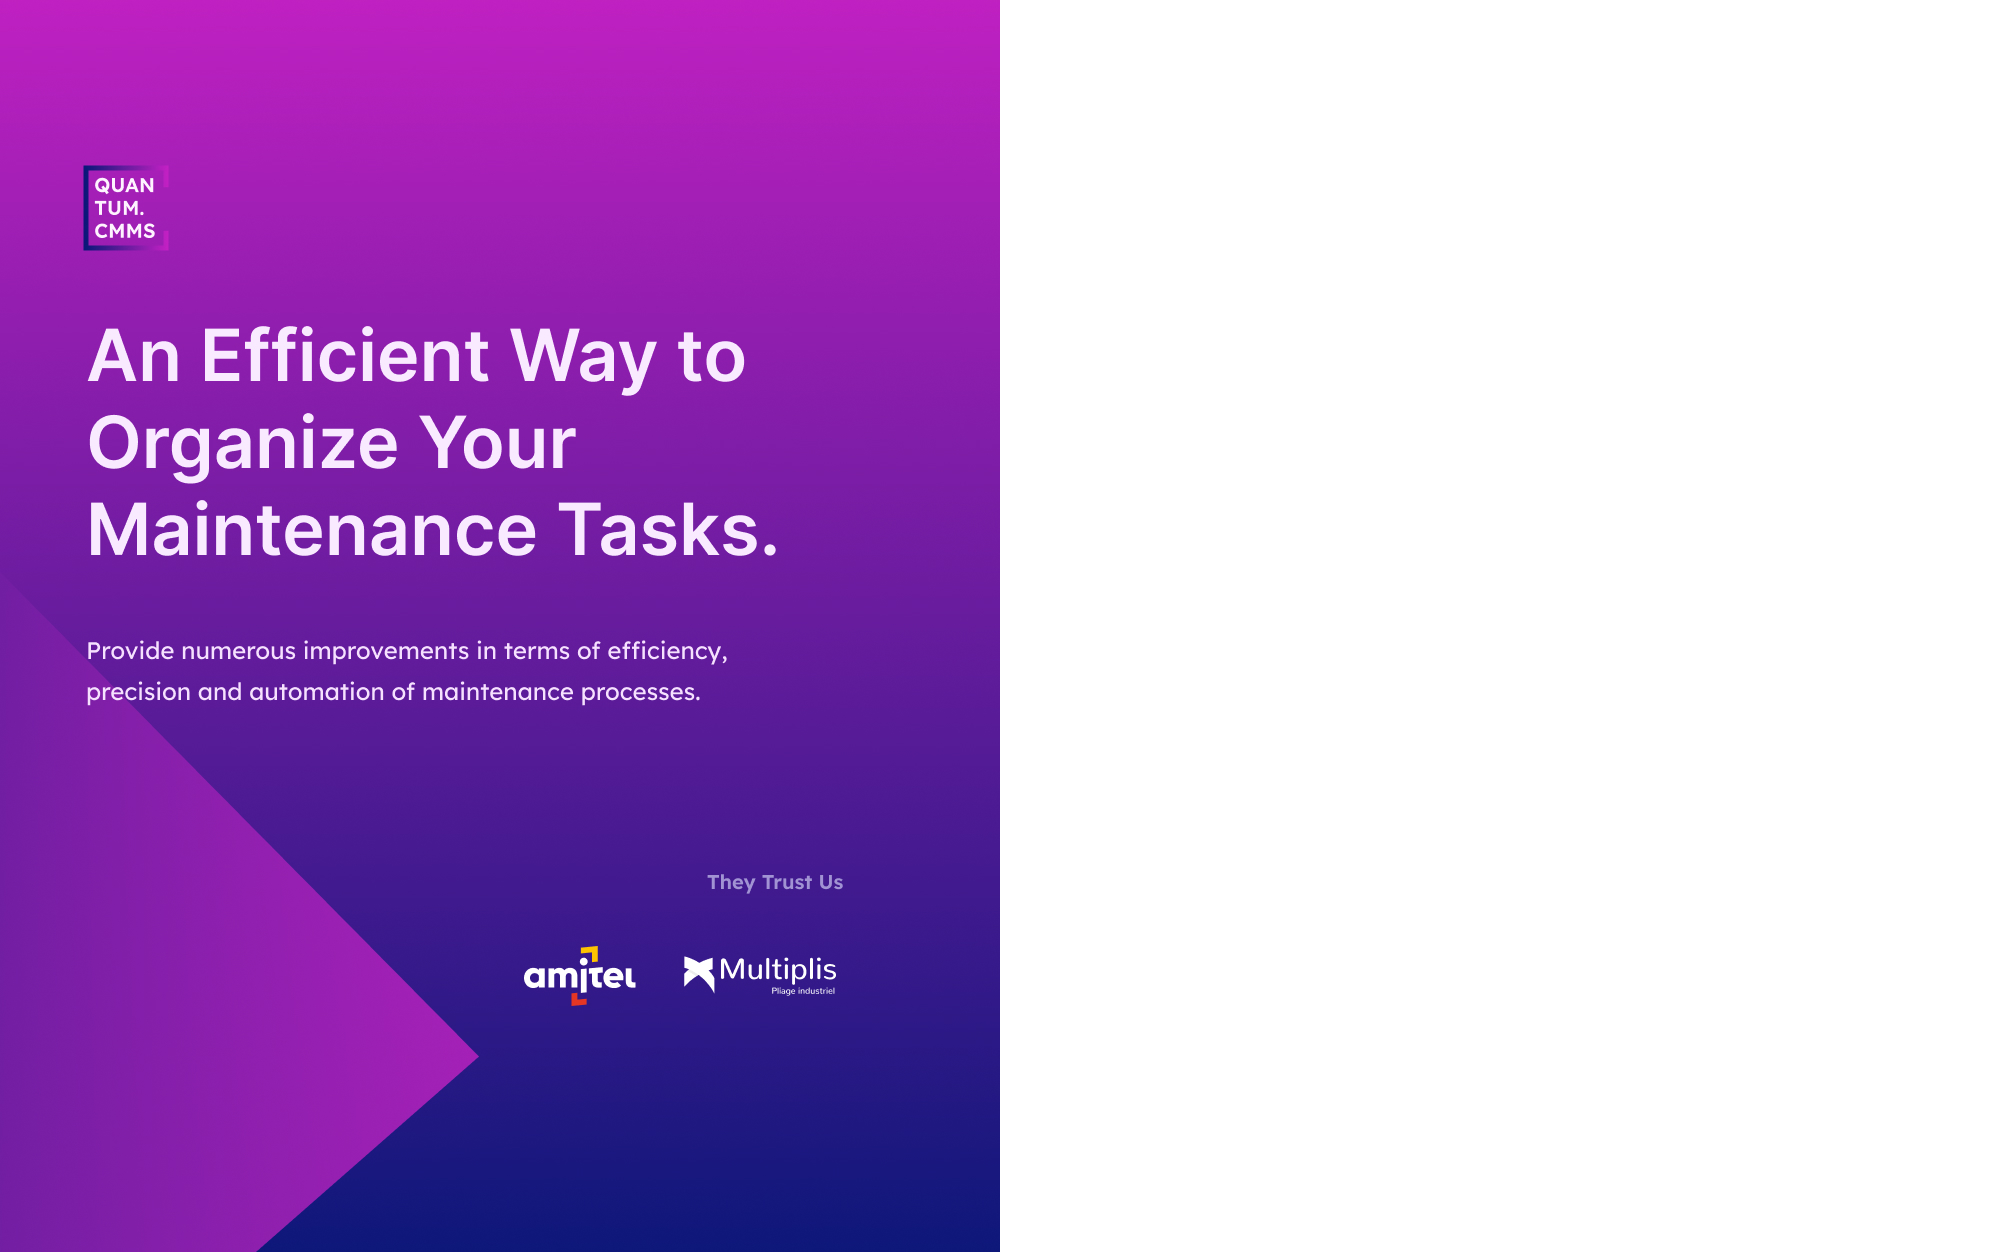 QUAN
TUM.
CMMS
An Efficient Way to
Organize Your
Maintenance Tasks.
Provide numerous improvements in terms of efficiency,
precision and automation of maintenance processes.
They Trust Us
amitel
Multiplis
Pliage industriel